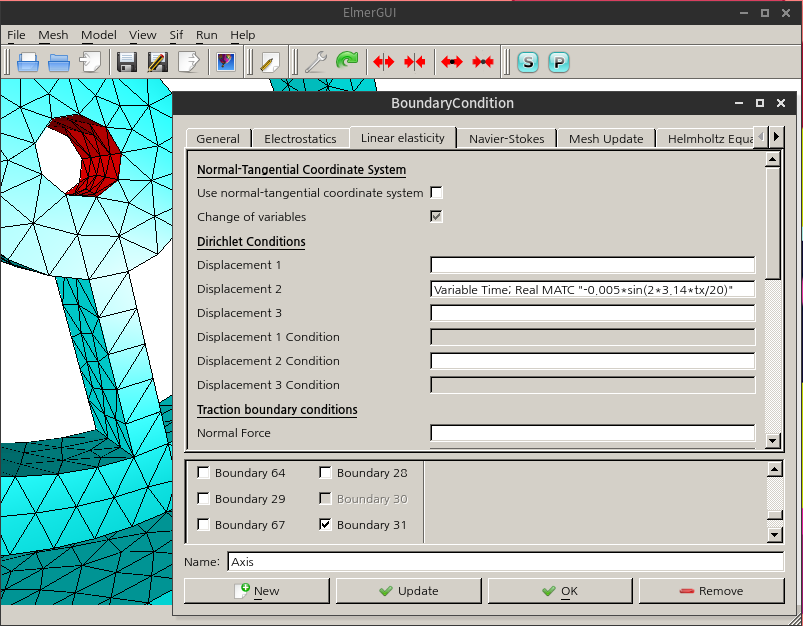 ElmerGUI
File Mesh Model View Sif Run Help
S P
BoundaryCondition
General Electrostatics Linear elasticity Navier-Stokes Mesh Update Helmholtz Equa
Normal-Tangential Coordinate System
Use normal-tangential coordinate system
Change of variables
Dirichlet Conditions
Displacement 1
Displacement 2 Variable Time; Real MATC "-0.005*sin(2*3.14*tx/20)"
Displacement 3
Displacement 1 Condition
Displacement 2 Condition
Displacement 3 Condition
Traction boundary conditions
Normal Force
Boundary 64 Boundary 28
Boundary 29 Boundary 30
Boundary 67 Boundary 31
Name: Axis
New Update OK Remove